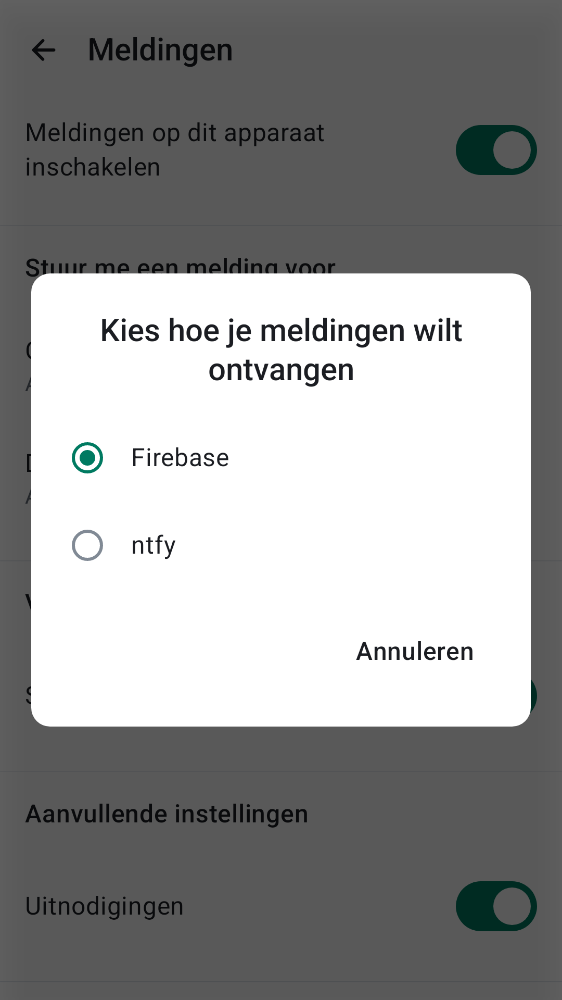 Meldingen
Meldingen op dit apparaat
inschakelen
Stuur me een melding voor
Kies hoe je meldingen wilt
ontvangen
Firebase
ntfy
Annuleren
Aanvullende instellingen
Uitnodigingen